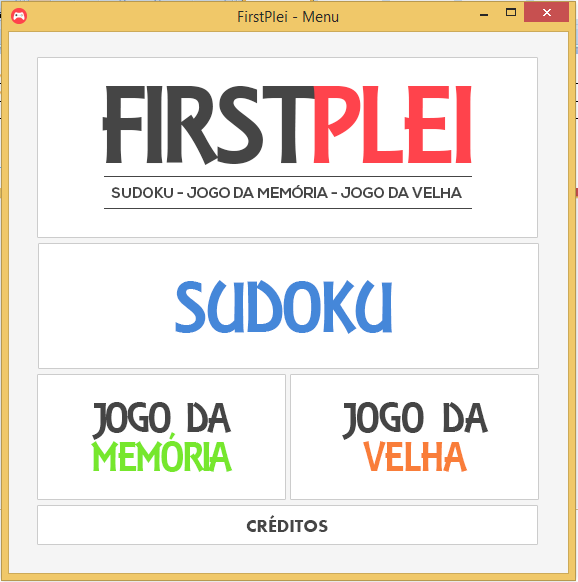 FirstPlei - Menu
FIRSTPLEI
SUDOKU - JOGO DA MEMÓRIA - JOGO DA VELHA
SUDOKU
JOGO DA
MEMÓRIA
JOGO DA
VELHA
CRÉDITOS